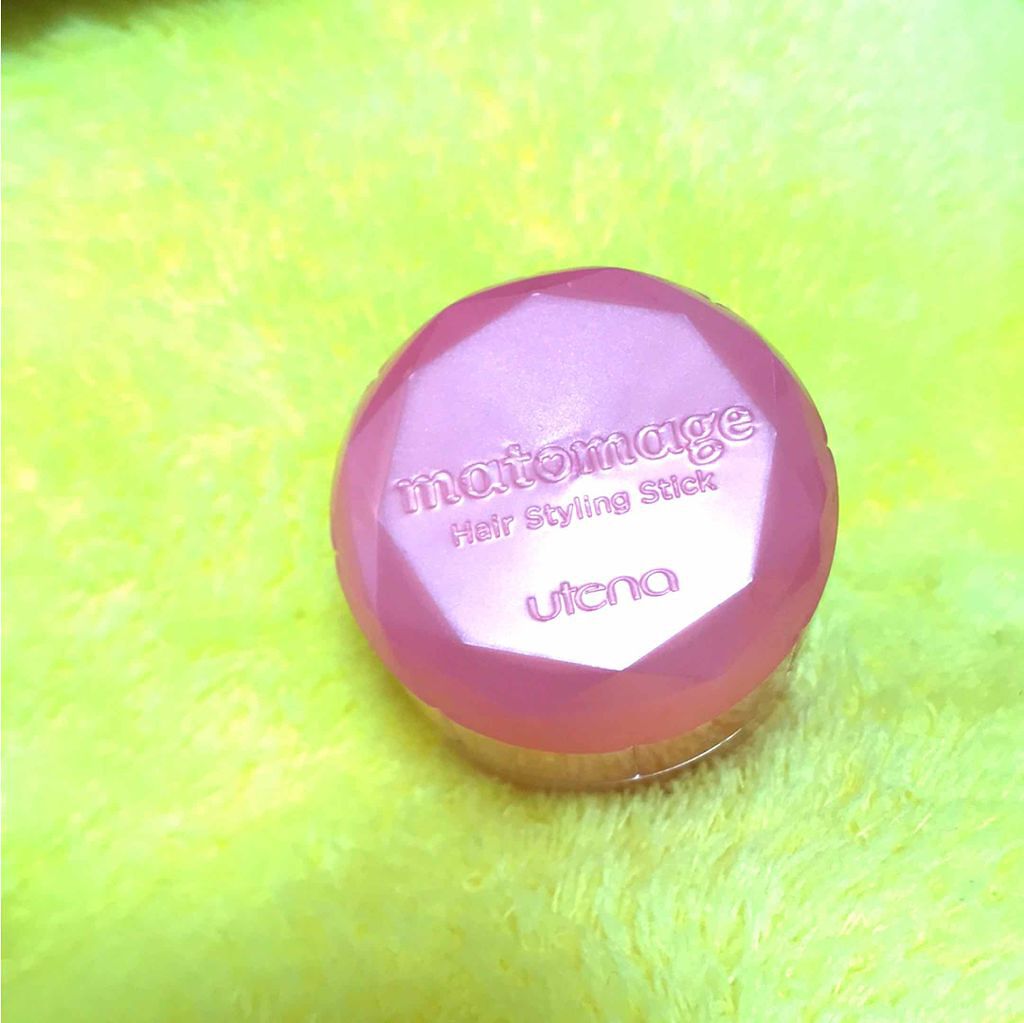 matomage
Hair Styling Stick
utena